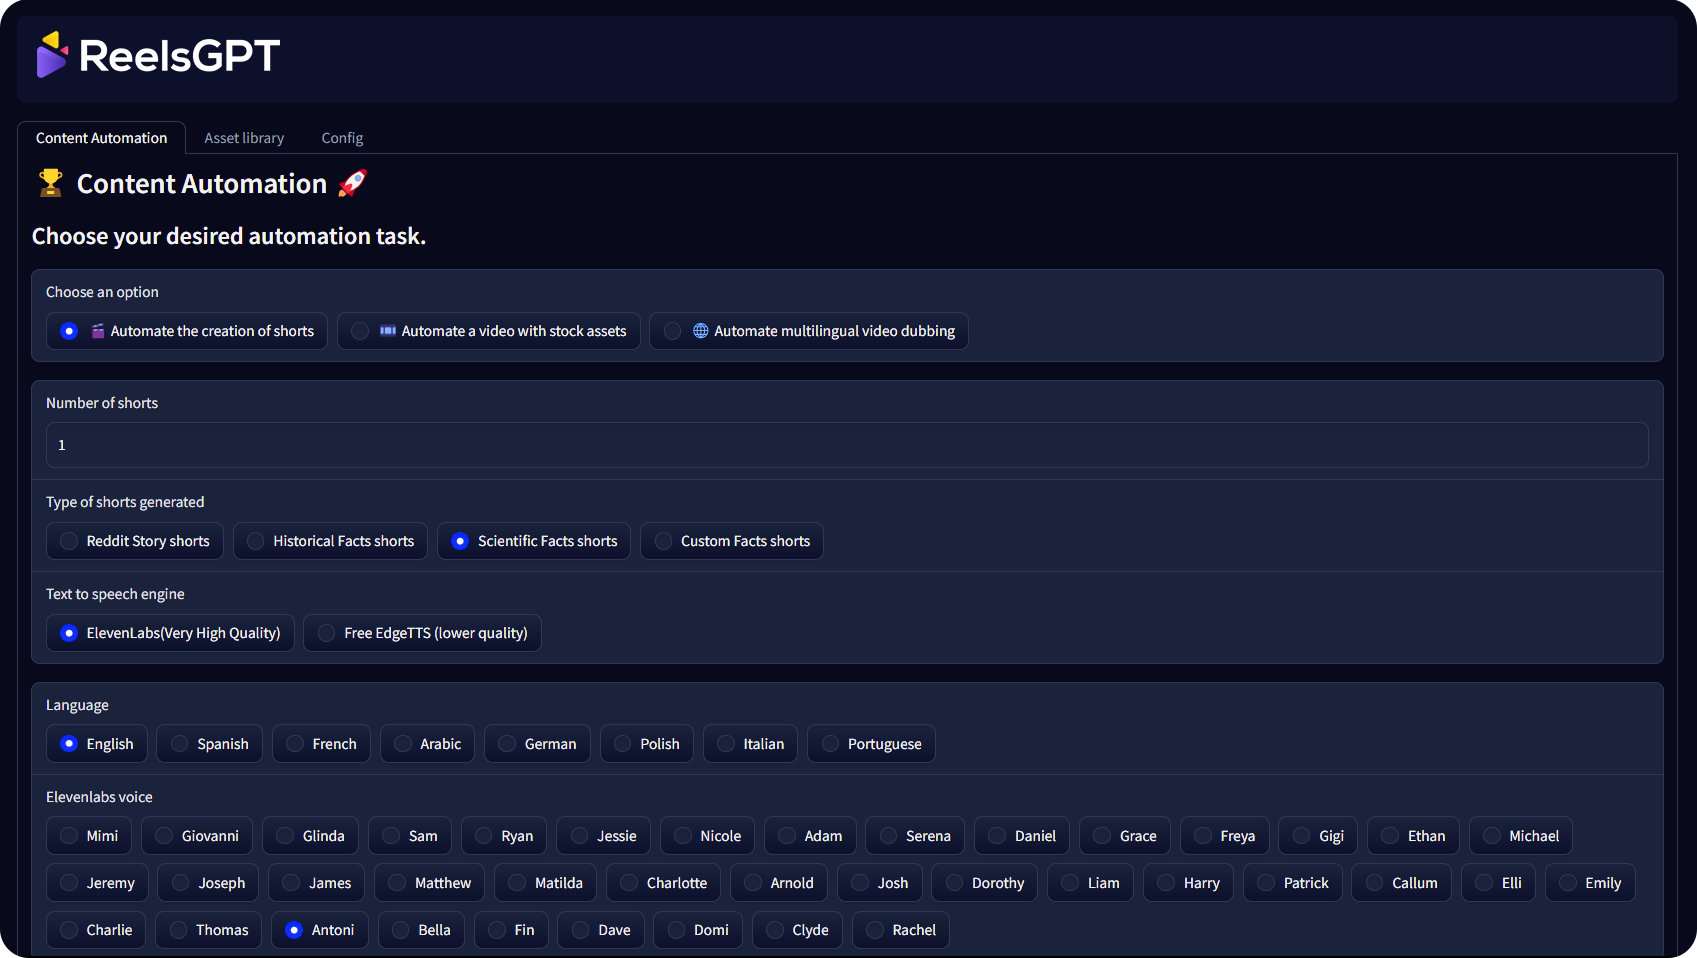 ReelsGPT
Content Automation Asset library Config
🏆 Content Automation 🚀
Choose your desired automation task.
Choose an option
🎬 Automate the creation of shorts 🎞️ Automate a video with stock assets 🌐 Automate multilingual video dubbing
Number of shorts
1
Type of shorts generated
Reddit Story shorts Historical Facts shorts Scientific Facts shorts Custom Facts shorts
Text to speech engine
ElevenLabs(Very High Quality) Free EdgeTTS (lower quality)
Language
English Spanish French Arabic German Polish Italian Portuguese
Elevenlabs voice
Mimi Giovanni Glinda Sam Ryan Jessie Nicole Adam Serena Daniel Grace Freya Gigi Ethan Michael
Jeremy Joseph James Matthew Matilda Charlotte Arnold Josh Dorothy Liam Harry Patrick Callum Elli Emily
Charlie Thomas Antoni Bella Fin Dave Domi Clyde Rachel